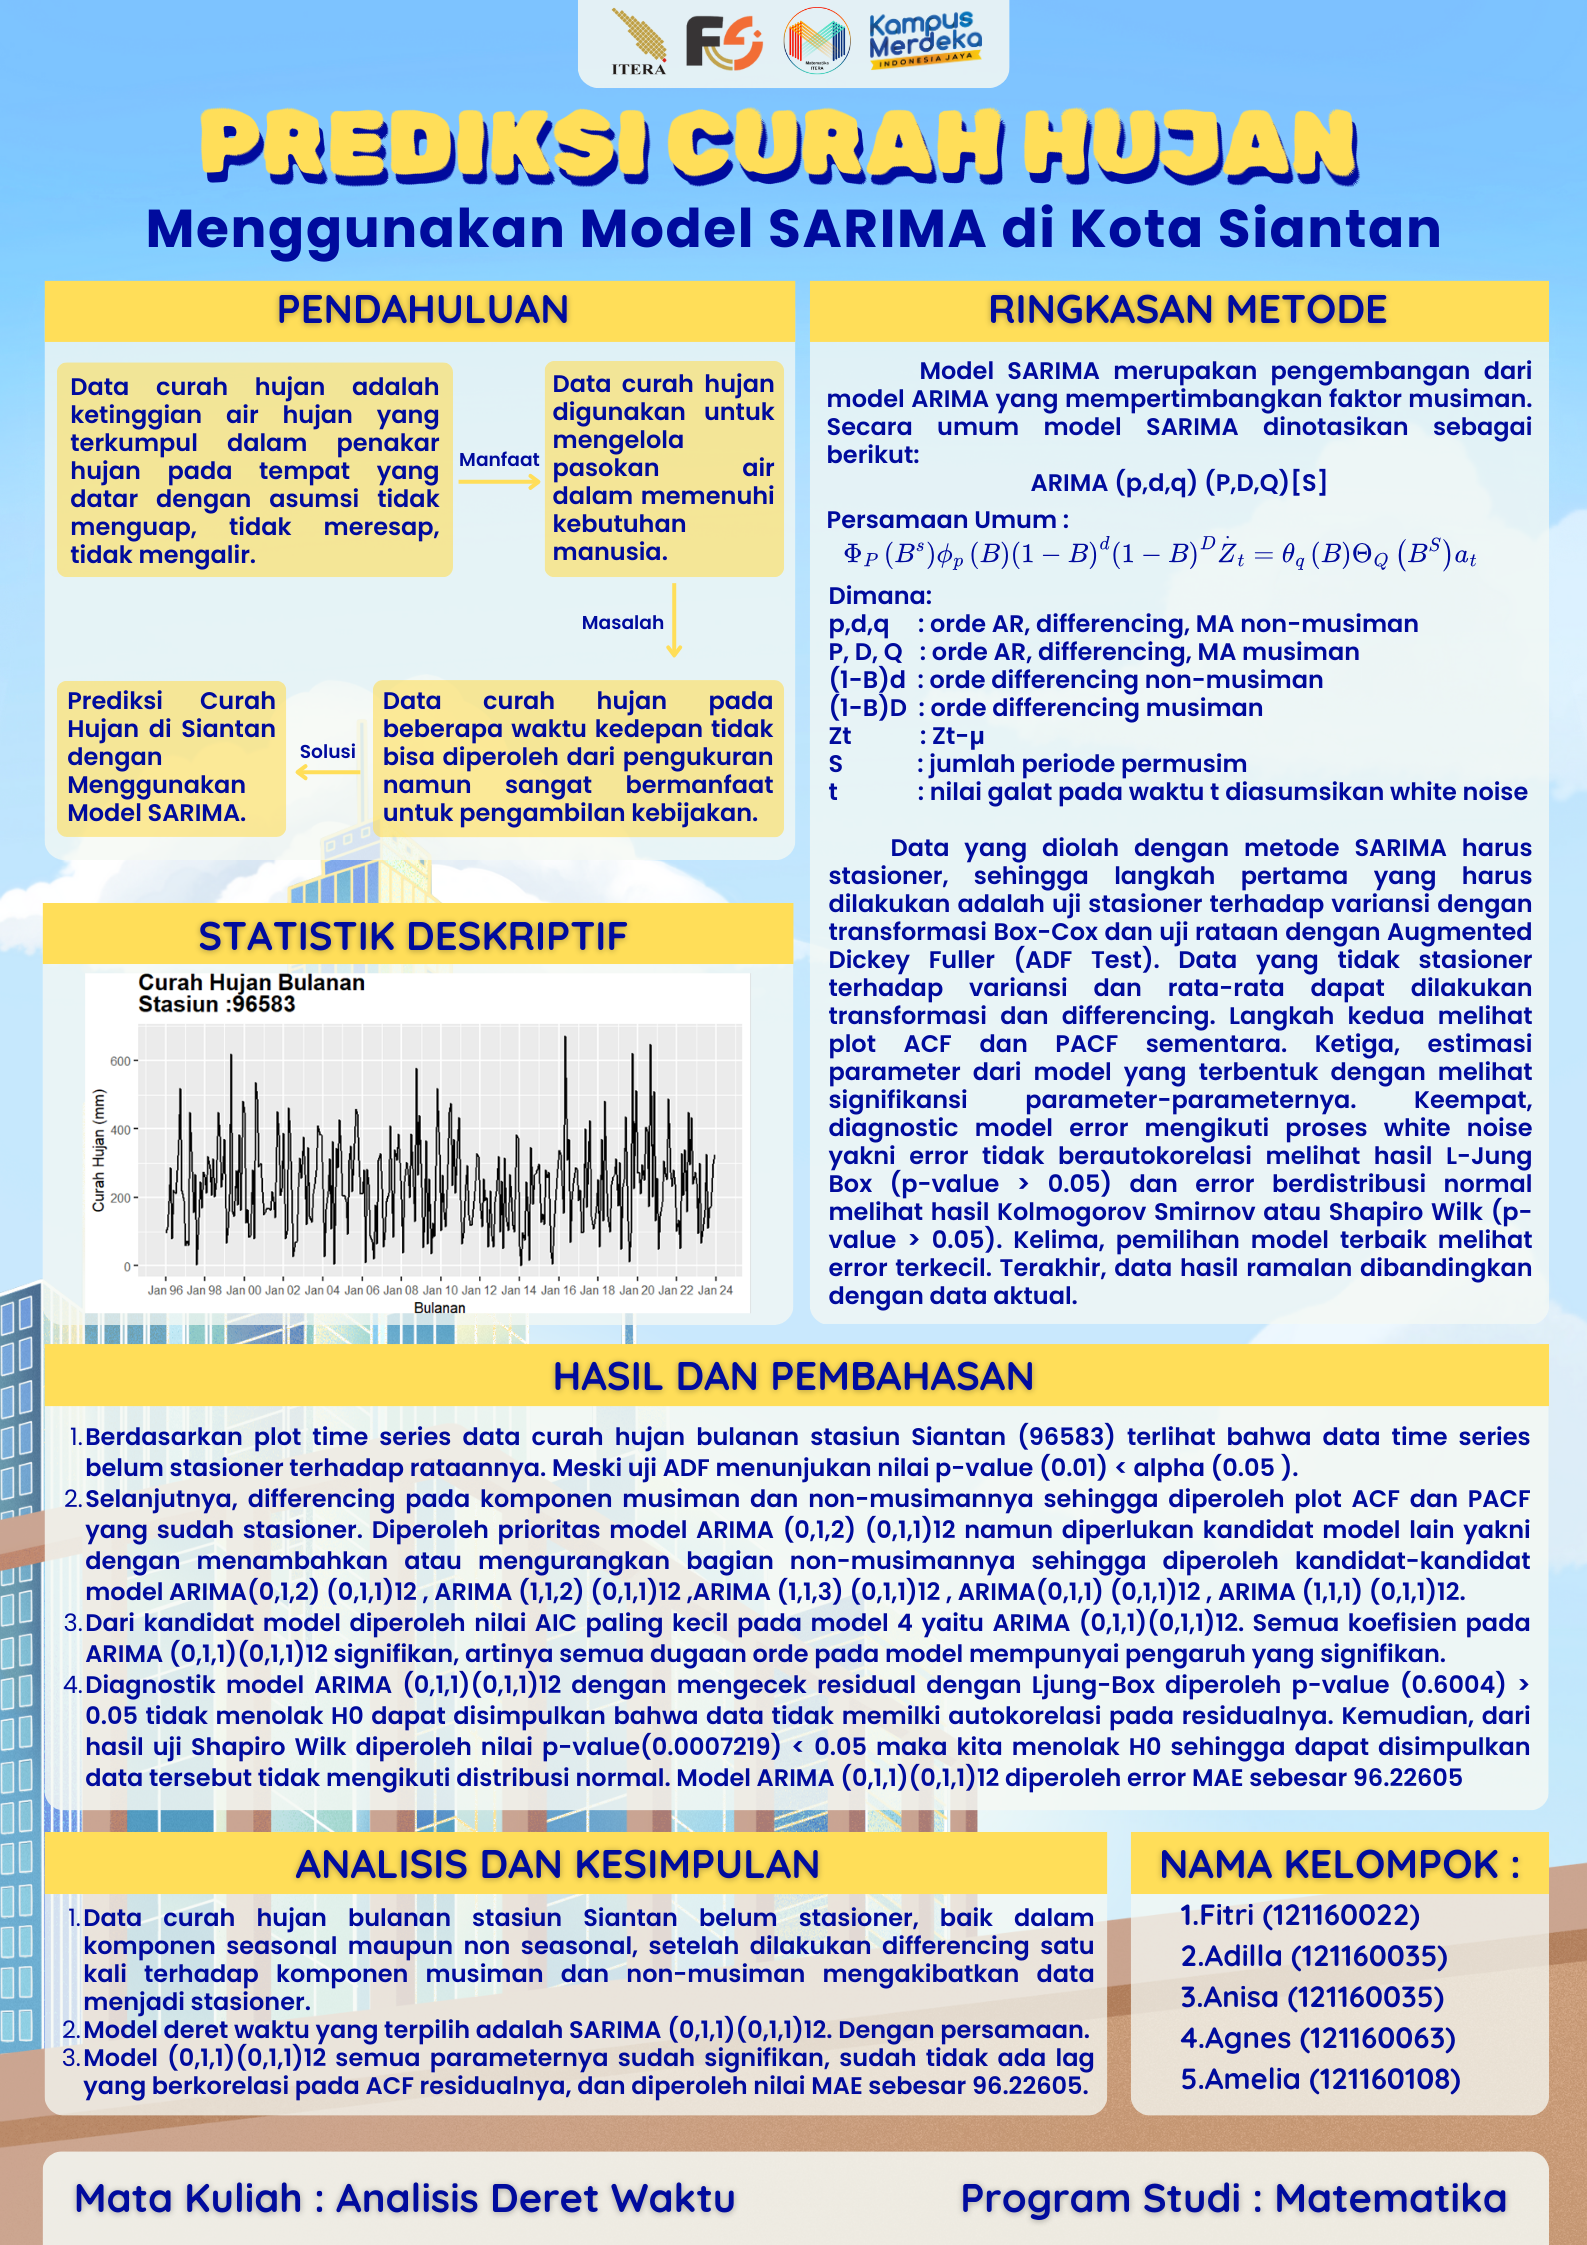 ITERA
FS
Matematika
ITERA
Kampus
Merdeka
INDONESIA JAYA
PREDIKSI CURAH HUJAN
Menggunakan Model SARIMA di Kota Siantan
PENDAHULUAN
Data curah hujan adalah
ketinggian air hujan yang
terkumpul dalam penakar
hujan pada tempat yang
datar dengan asumsi tidak
menguap, tidak meresap,
tidak mengalir.
Manfaat
Data curah hujan
digunakan untuk
mengelola
pasokan air
dalam memenuhi
kebutuhan
manusia.
Masalah
Data curah hujan pada
beberapa waktu kedepan tidak
bisa diperoleh dari pengukuran
namun sangat bermanfaat
untuk pengambilan kebijakan.
Solusi
Prediksi Curah
Hujan di Siantan
dengan
Menggunakan
Model SARIMA.
STATISTIK DESKRIPTIF
Curah Hujan Bulanan
Stasiun :96583
Curah Hujan (mm)
600
400
200
0
Jan 96 Jan 98 Jan 00 Jan 02 Jan 04 Jan 06 Jan 08 Jan 10 Jan 12 Jan 14 Jan 16 Jan 18 Jan 20 Jan 22 Jan 24
Bulanan
RINGKASAN METODE
Model SARIMA merupakan pengembangan dari
model ARIMA yang mempertimbangkan faktor musiman.
Secara umum model SARIMA dinotasikan sebagai
berikut:
ARIMA (p,d,q) (P,D,Q)[S]
Persamaan Umum :
Φ_P (B^s)ϕ_p (B)(1 − B)^d(1 − B)^D Ż_t = θ_q (B)Θ_Q (B^S)a_t
Dimana:
p,d,q : orde AR, differencing, MA non-musiman
P, D, Q : orde AR, differencing, MA musiman
(1-B)d : orde differencing non-musiman
(1-B)D : orde differencing musiman
Zt : Zt-μ
S : jumlah periode permusim
t : nilai galat pada waktu t diasumsikan white noise
Data yang diolah dengan metode SARIMA harus
stasioner, sehingga langkah pertama yang harus
dilakukan adalah uji stasioner terhadap variansi dengan
transformasi Box-Cox dan uji rataan dengan Augmented
Dickey Fuller (ADF Test). Data yang tidak stasioner
terhadap variansi dan rata-rata dapat dilakukan
transformasi dan differencing. Langkah kedua melihat
plot ACF dan PACF sementara. Ketiga, estimasi
parameter dari model yang terbentuk dengan melihat
signifikansi parameter-parameternya. Keempat,
diagnostic model error mengikuti proses white noise
yakni error tidak berautokorelasi melihat hasil L-Jung
Box (p-value > 0.05) dan error berdistribusi normal
melihat hasil Kolmogorov Smirnov atau Shapiro Wilk (p-
value > 0.05). Kelima, pemilihan model terbaik melihat
error terkecil. Terakhir, data hasil ramalan dibandingkan
dengan data aktual.
HASIL DAN PEMBAHASAN
1. Berdasarkan plot time series data curah hujan bulanan stasiun Siantan (96583) terlihat bahwa data time series
belum stasioner terhadap rataannya. Meski uji ADF menunjukan nilai p-value (0.01) < alpha (0.05 ).
2. Selanjutnya, differencing pada komponen musiman dan non-musimannya sehingga diperoleh plot ACF dan PACF
yang sudah stasioner. Diperoleh prioritas model ARIMA (0,1,2) (0,1,1)12 namun diperlukan kandidat model lain yakni
dengan menambahkan atau mengurangkan bagian non-musimannya sehingga diperoleh kandidat-kandidat
model ARIMA(0,1,2) (0,1,1)12 , ARIMA (1,1,2) (0,1,1)12 ,ARIMA (1,1,3) (0,1,1)12 , ARIMA(0,1,1) (0,1,1)12 , ARIMA (1,1,1) (0,1,1)12.
3. Dari kandidat model diperoleh nilai AIC paling kecil pada model 4 yaitu ARIMA (0,1,1)(0,1,1)12. Semua koefisien pada
ARIMA (0,1,1)(0,1,1)12 signifikan, artinya semua dugaan orde pada model mempunyai pengaruh yang signifikan.
4. Diagnostik model ARIMA (0,1,1)(0,1,1)12 dengan mengecek residual dengan Ljung-Box diperoleh p-value (0.6004) >
0.05 tidak menolak H0 dapat disimpulkan bahwa data tidak memilki autokorelasi pada residualnya. Kemudian, dari
hasil uji Shapiro Wilk diperoleh nilai p-value(0.0007219) < 0.05 maka kita menolak H0 sehingga dapat disimpulkan
data tersebut tidak mengikuti distribusi normal. Model ARIMA (0,1,1)(0,1,1)12 diperoleh error MAE sebesar 96.22605
ANALISIS DAN KESIMPULAN
1. Data curah hujan bulanan stasiun Siantan belum stasioner, baik dalam
komponen seasonal maupun non seasonal, setelah dilakukan differencing satu
kali terhadap komponen musiman dan non-musiman mengakibatkan data
menjadi stasioner.
2. Model deret waktu yang terpilih adalah SARIMA (0,1,1)(0,1,1)12. Dengan persamaan.
3. Model (0,1,1)(0,1,1)12 semua parameternya sudah signifikan, sudah tidak ada lag
yang berkorelasi pada ACF residualnya, dan diperoleh nilai MAE sebesar 96.22605.
NAMA KELOMPOK :
1.Fitri (121160022)
2.Adilla (121160035)
3.Anisa (121160035)
4.Agnes (121160063)
5.Amelia (121160108)
Mata Kuliah : Analisis Deret Waktu
Program Studi : Matematika